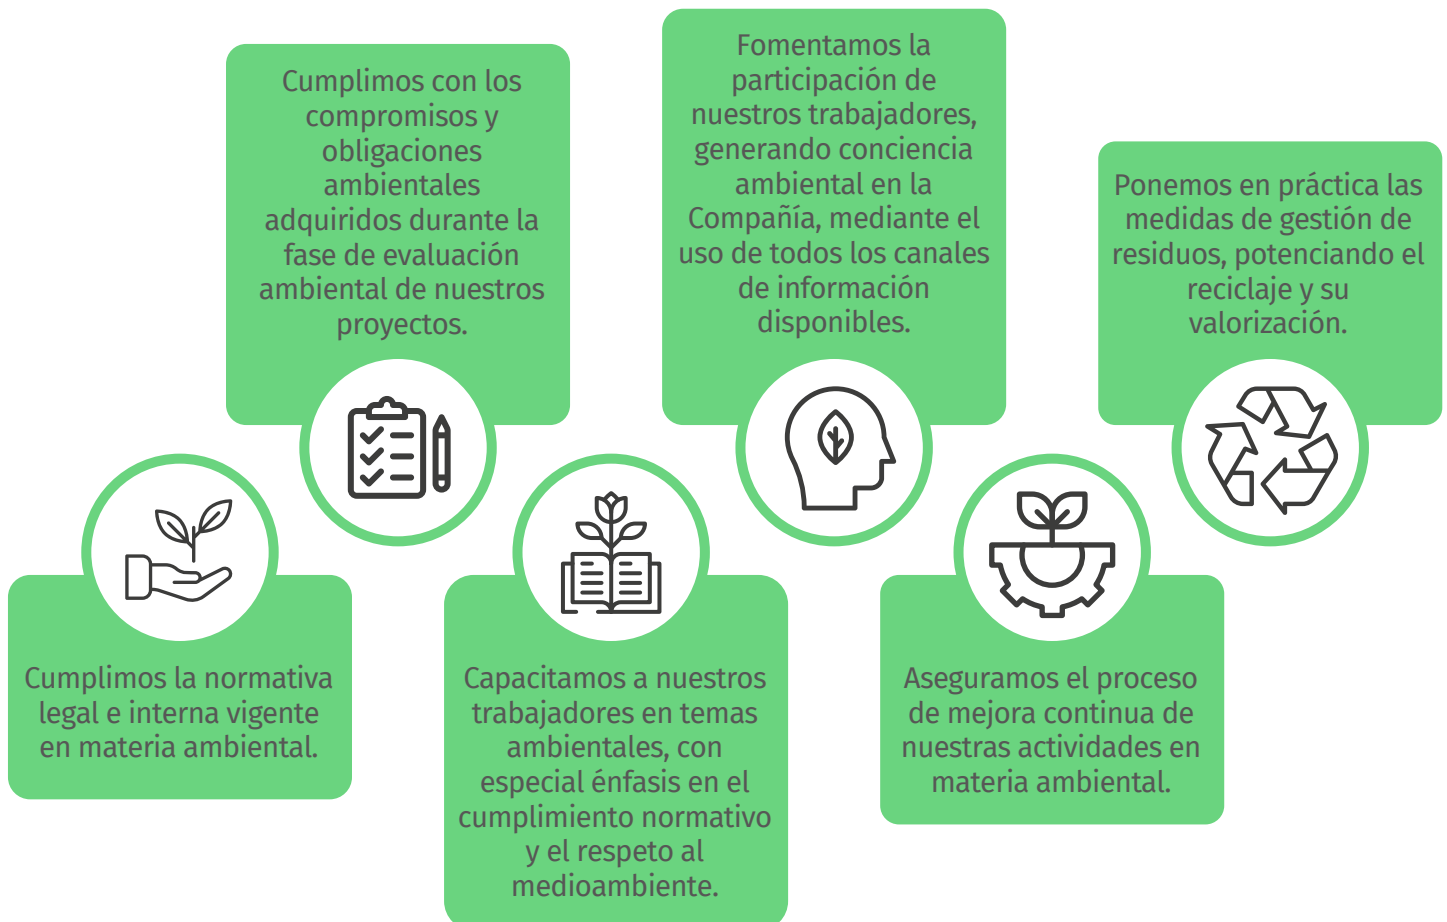 Cumplimos la normativa
legal e interna vigente
en materia ambiental.
Cumplimos con los
compromisos y
obligaciones
ambientales
adquiridos durante la
fase de evaluación
ambiental de nuestros
proyectos.
Capacitamos a nuestros
trabajadores en temas
ambientales, con
especial énfasis en el
cumplimiento normativo
y el respeto al
medioambiente.
Fomentamos la
participación de
nuestros trabajadores,
generando conciencia
ambiental en la
Compañía, mediante el
uso de todos los canales
de información
disponibles.
Aseguramos el proceso
de mejora continua de
nuestras actividades en
materia ambiental.
Ponemos en práctica las
medidas de gestión de
residuos, potenciando el
reciclaje y su
valorización.